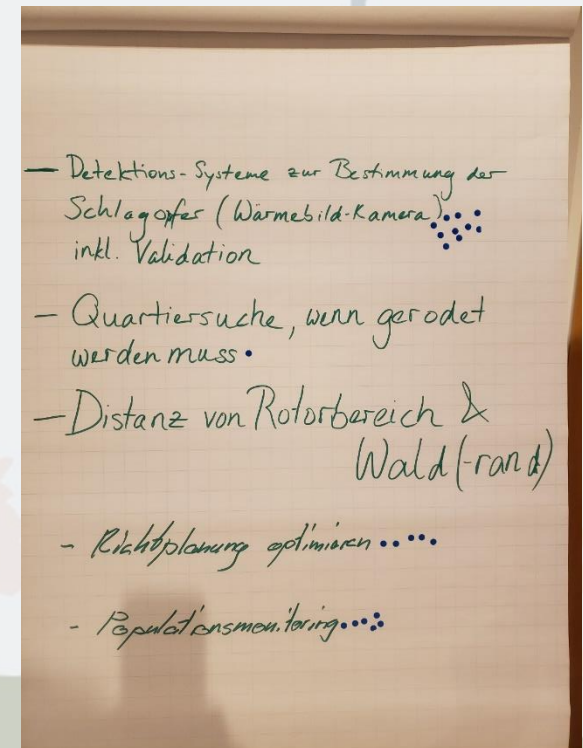 — Detektions-Systeme zur Bestimmung der
Schlagopfer (Wärmebild-Kamera)
inkl. Validation
— Quartiersuche, wenn gerodet
werden muss
— Distanz von Rotorbereich &
Wald(-rand)
- Richtplanung optimieren
- Populationsmonitoring